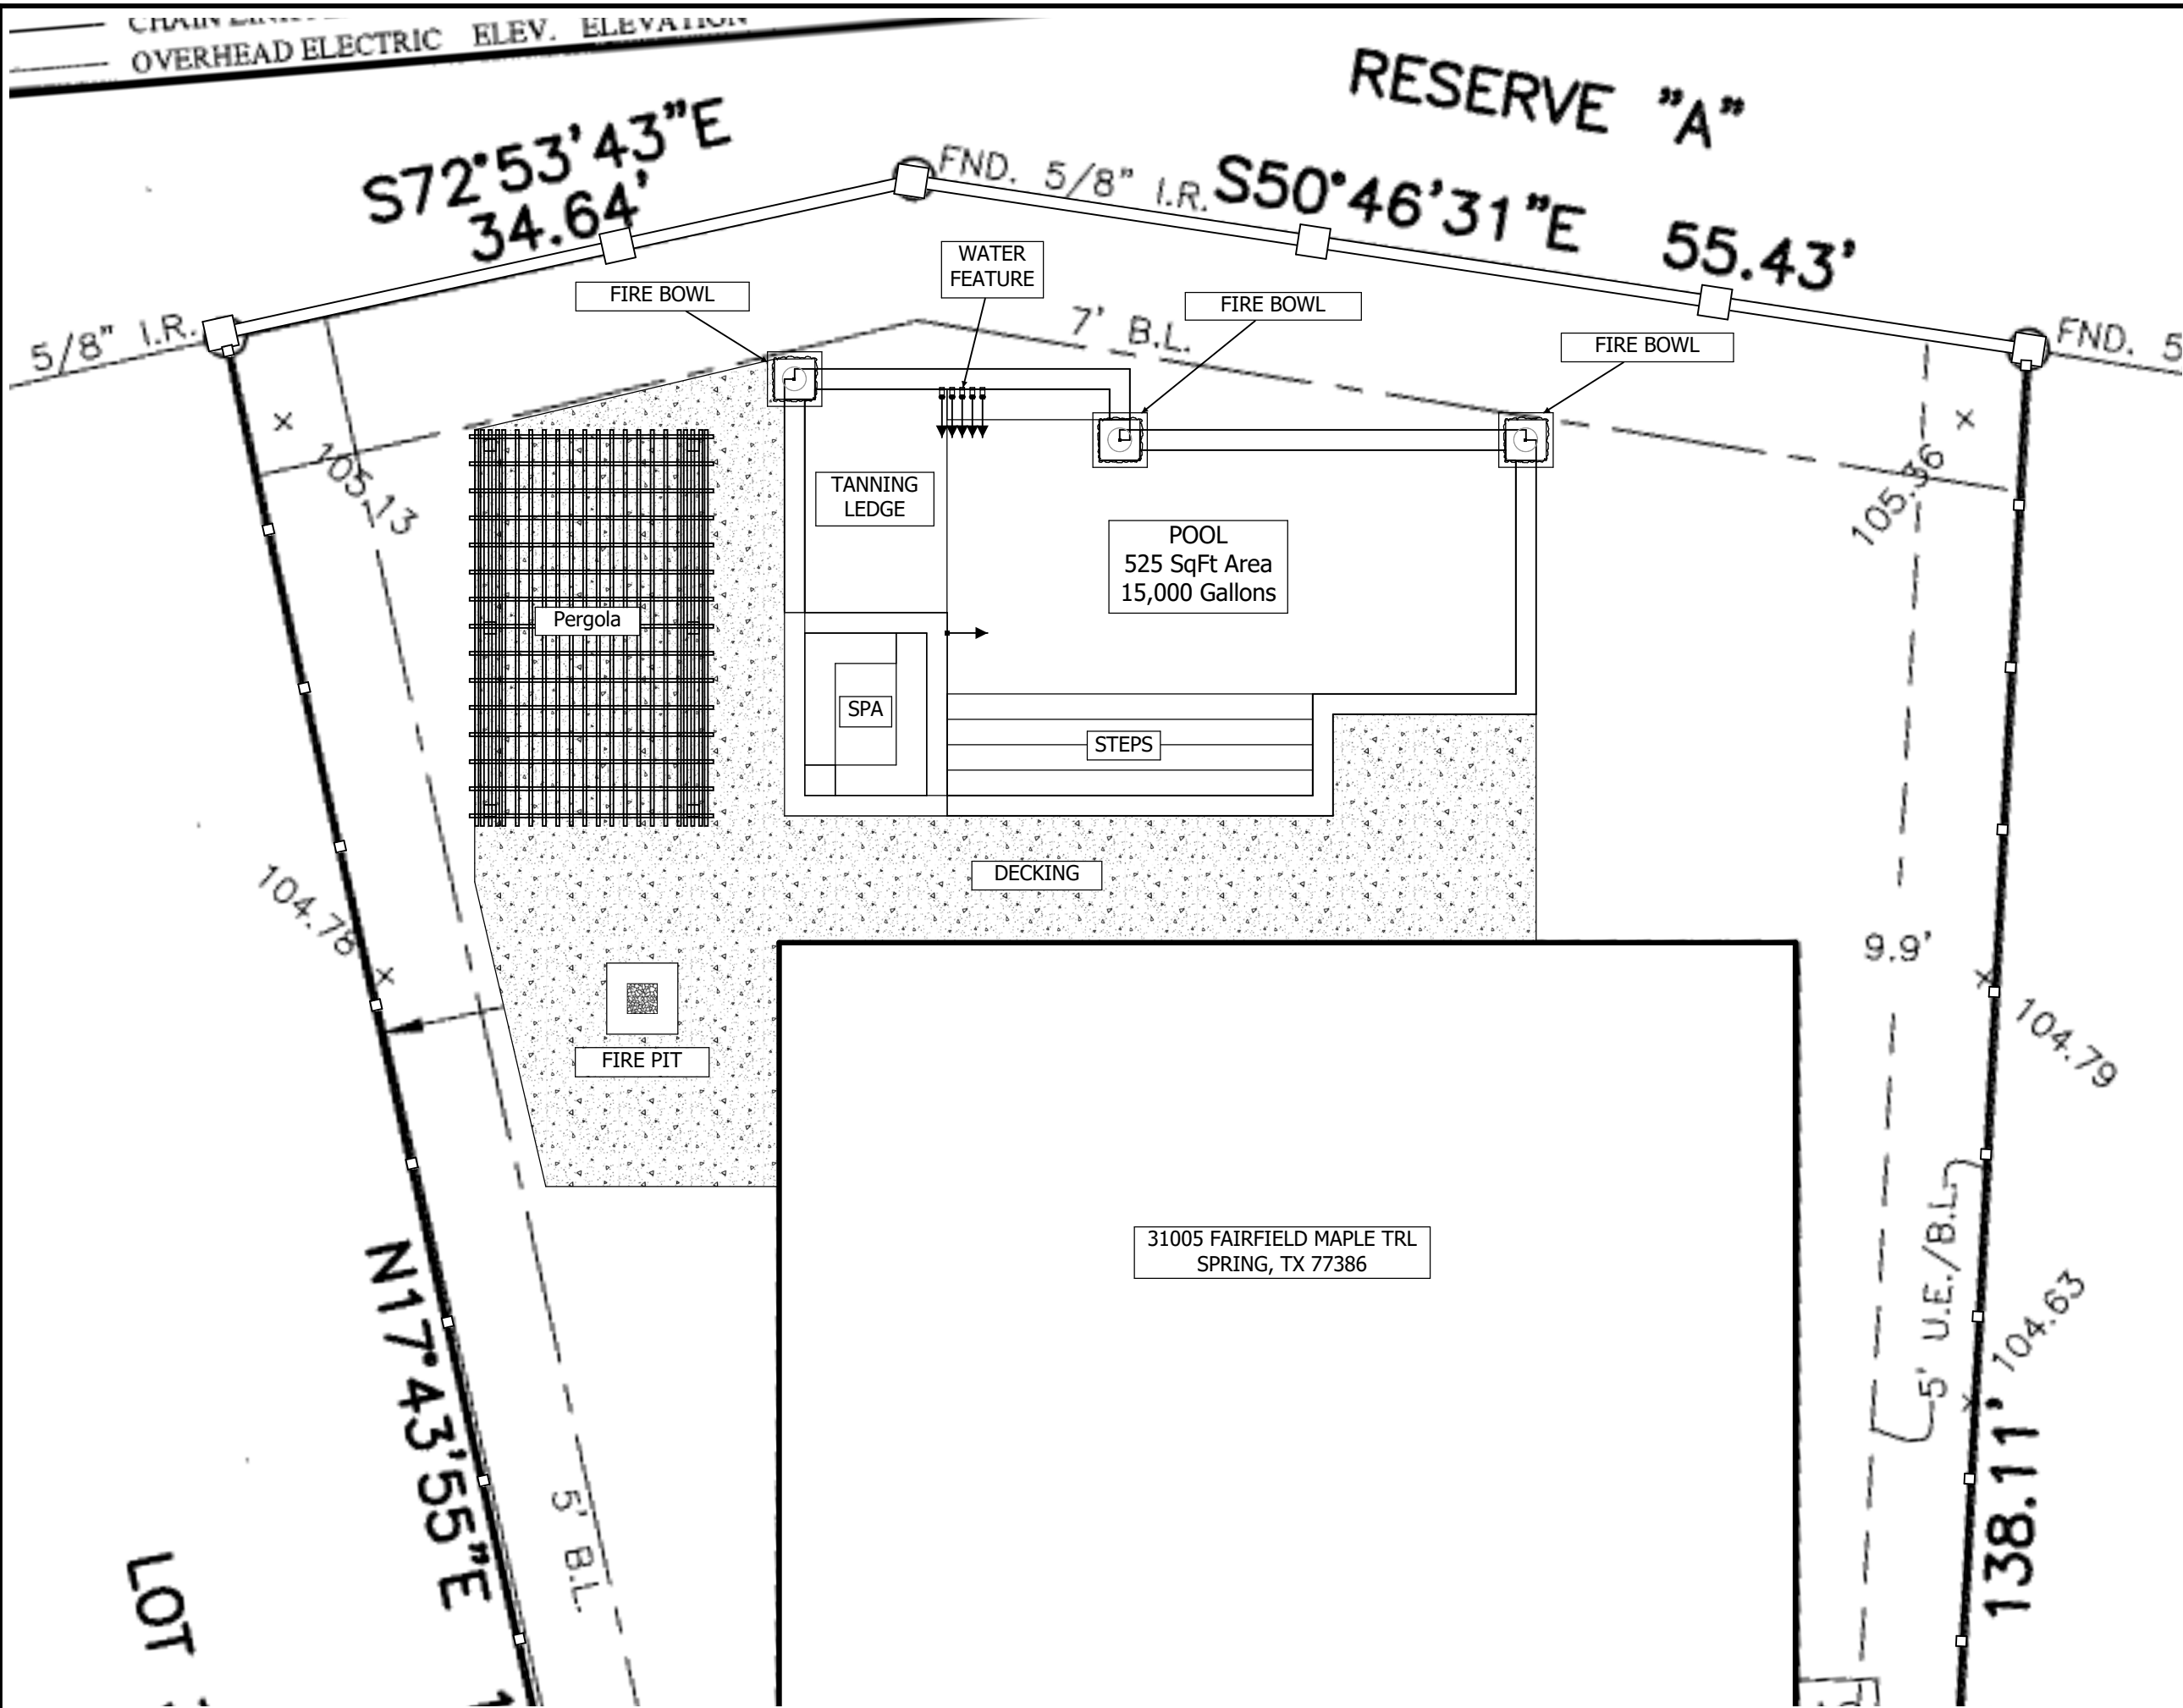 OVERHEAD ELECTRIC ELEV. ELEVATION
RESERVE "A"
S72°53'43"E
34.64'
FND. 5/8" I.R.
S50°46'31"E 55.43'
WATER
FEATURE
FIRE BOWL
FIRE BOWL
FIRE BOWL
7' B.L.
5/8" I.R.
FND. 5
105.13
105.36
TANNING
LEDGE
POOL
525 SqFt Area
15,000 Gallons
Pergola
SPA
STEPS
DECKING
104.78
9.9'
104.79
FIRE PIT
31005 FAIRFIELD MAPLE TRL
SPRING, TX 77386
5' U.E./B.L.
104.63
N17°43'55"E
138.11'
5' B.L.
LOT